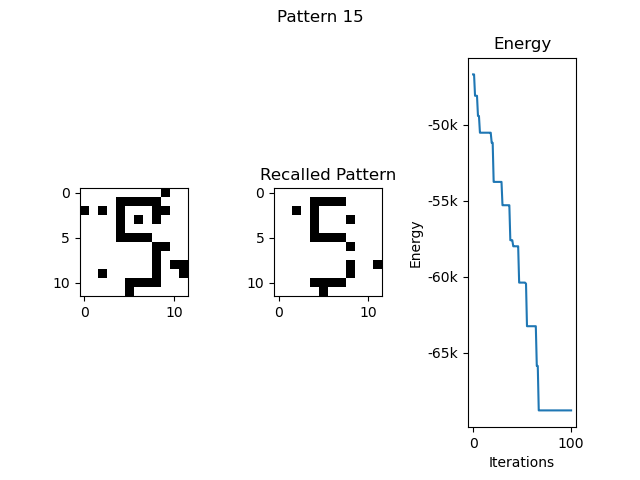 Pattern 15
Energy
Recalled Pattern
0
5
10
0
10
0
5
10
0
10
-50k
-55k
-60k
-65k
Energy
0
100
Iterations